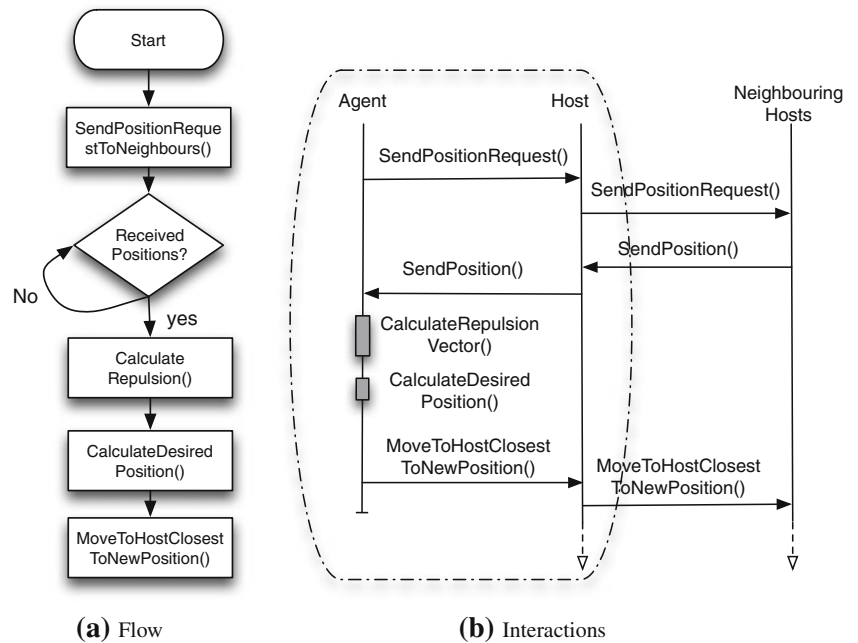 Start
SendPositionReque
stToNeighbours()
Received
Positions?
No
yes
Calculate
Repulsion()
CalculateDesired
Position()
MoveToHostClosest
ToNewPosition()
(a) Flow
Agent
Host
Neighbouring
Hosts
SendPositionRequest()
SendPositionRequest()
SendPosition()
SendPosition()
CalculateRepulsion
Vector()
CalculateDesired
Position()
MoveToHostClosest
ToNewPosition()
MoveToHostClosest
ToNewPosition()
(b) Interactions